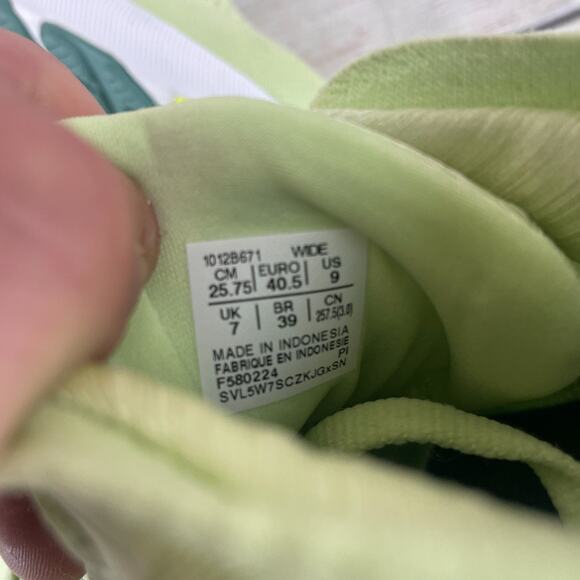 1012B671 WIDE
CM EURO US
25.75 40.5 9
UK BR CN
7 39 257.5(3.0)
MADE IN INDONESIA
FABRIQUE EN INDONESIE
F580224 PI
SVL5W7SCZKJGxSN